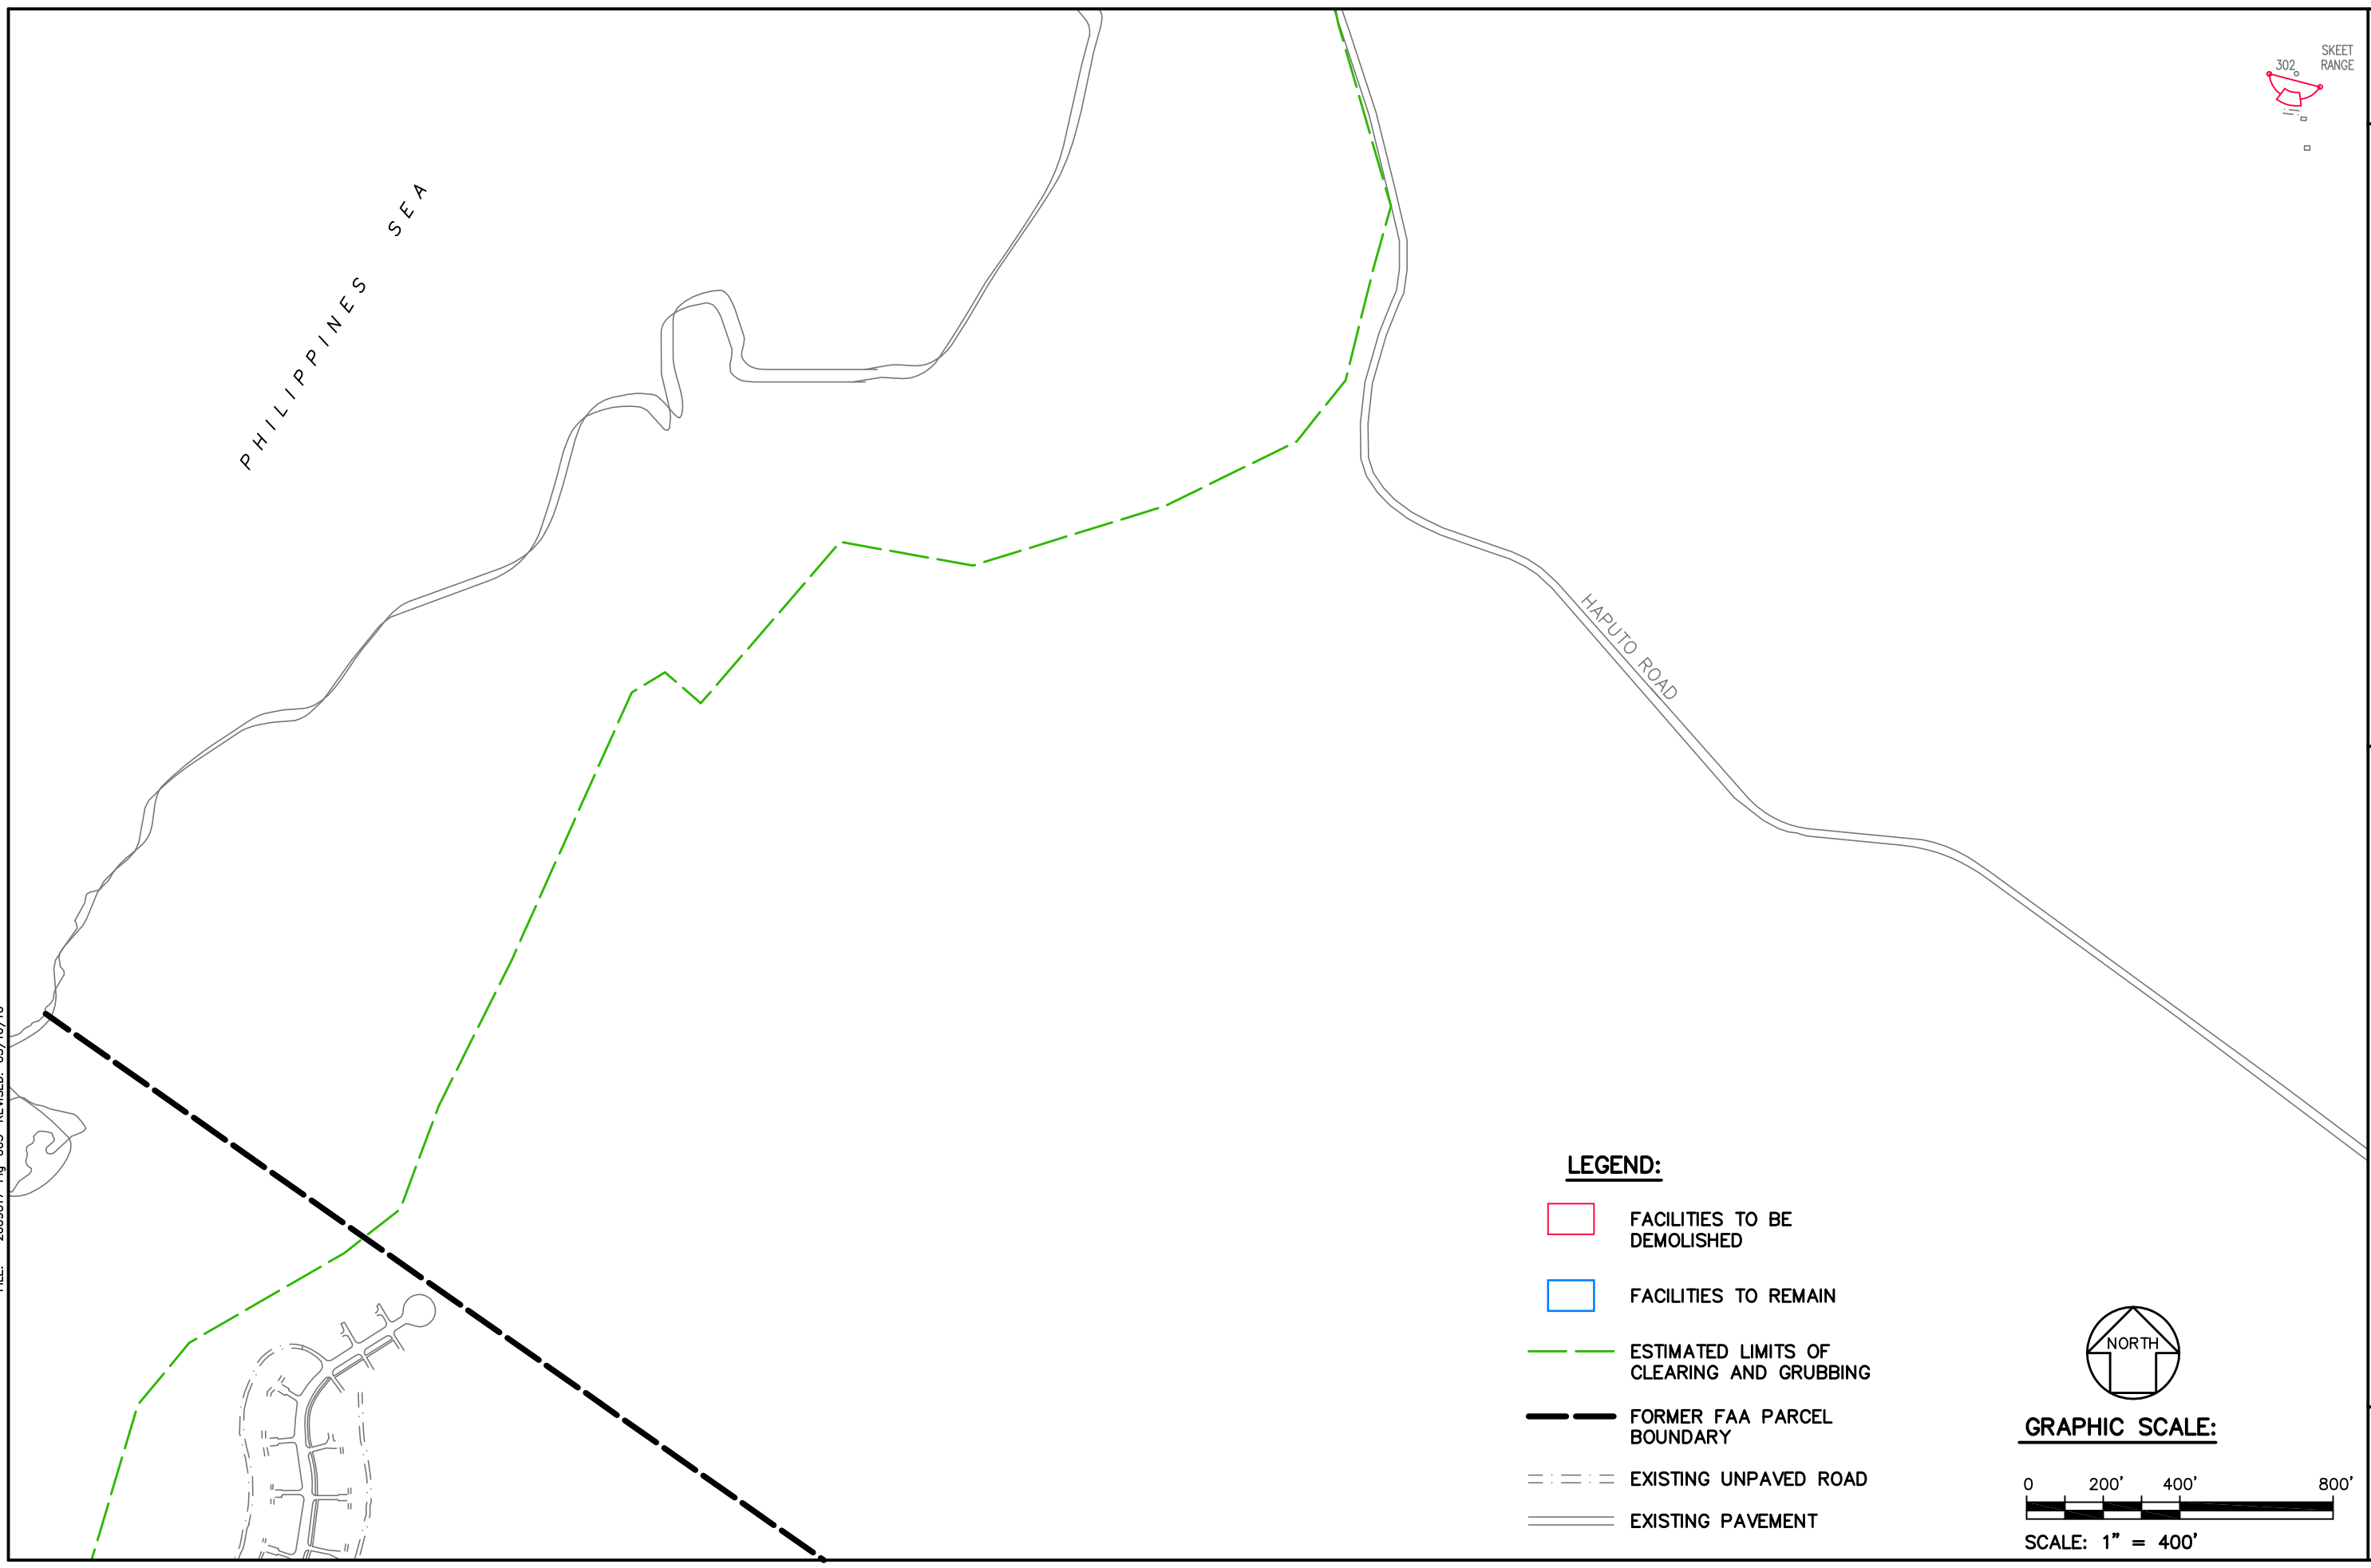 SKEET
302 RANGE
PHILIPPINES SEA
HAPUTO ROAD
LEGEND:
FACILITIES TO BE
DEMOLISHED
FACILITIES TO REMAIN
ESTIMATED LIMITS OF
CLEARING AND GRUBBING
FORMER FAA PARCEL
BOUNDARY
EXISTING UNPAVED ROAD
EXISTING PAVEMENT
NORTH
GRAPHIC SCALE:
0 200' 400' 800'
SCALE: 1" = 400'